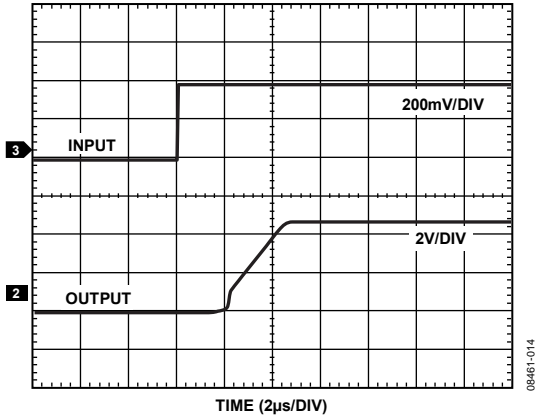 200mV/DIV
INPUT
3
2V/DIV
OUTPUT
2
TIME (2µs/DIV)
08461-014